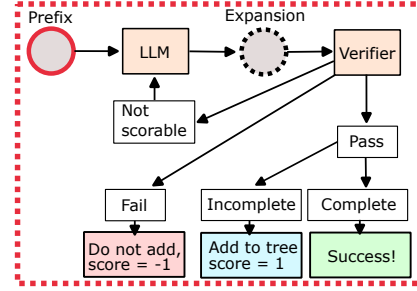 Prefix
Expansion
LLM
Verifier
Not
scorable
Pass
Fail
Incomplete
Complete
Do not add,
score = -1
Add to tree
score = 1
Success!